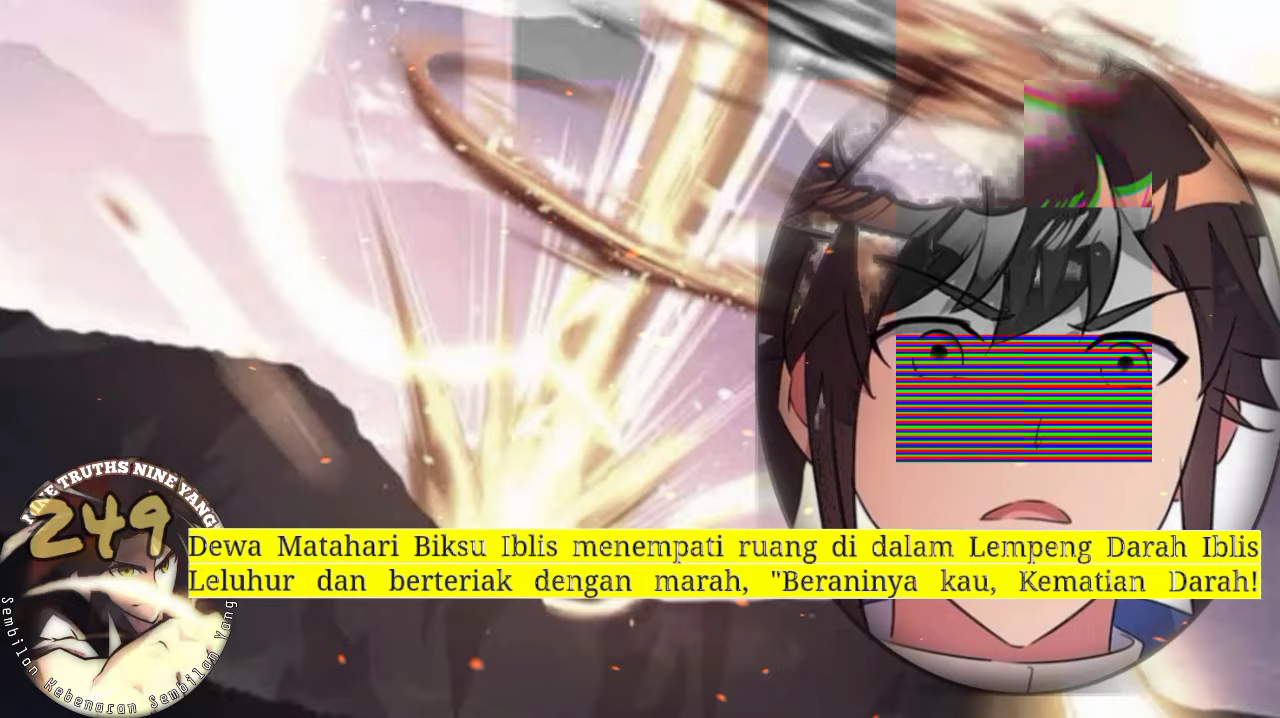 NINE TRUTHS NINE YANG
249
Sembilan Kebenaran Sembilan Yang
Dewa Matahari Biksu Iblis menempati ruang di dalam Lempeng Darah Iblis
Leluhur dan berteriak dengan marah, "Beraninya kau, Kematian Darah!